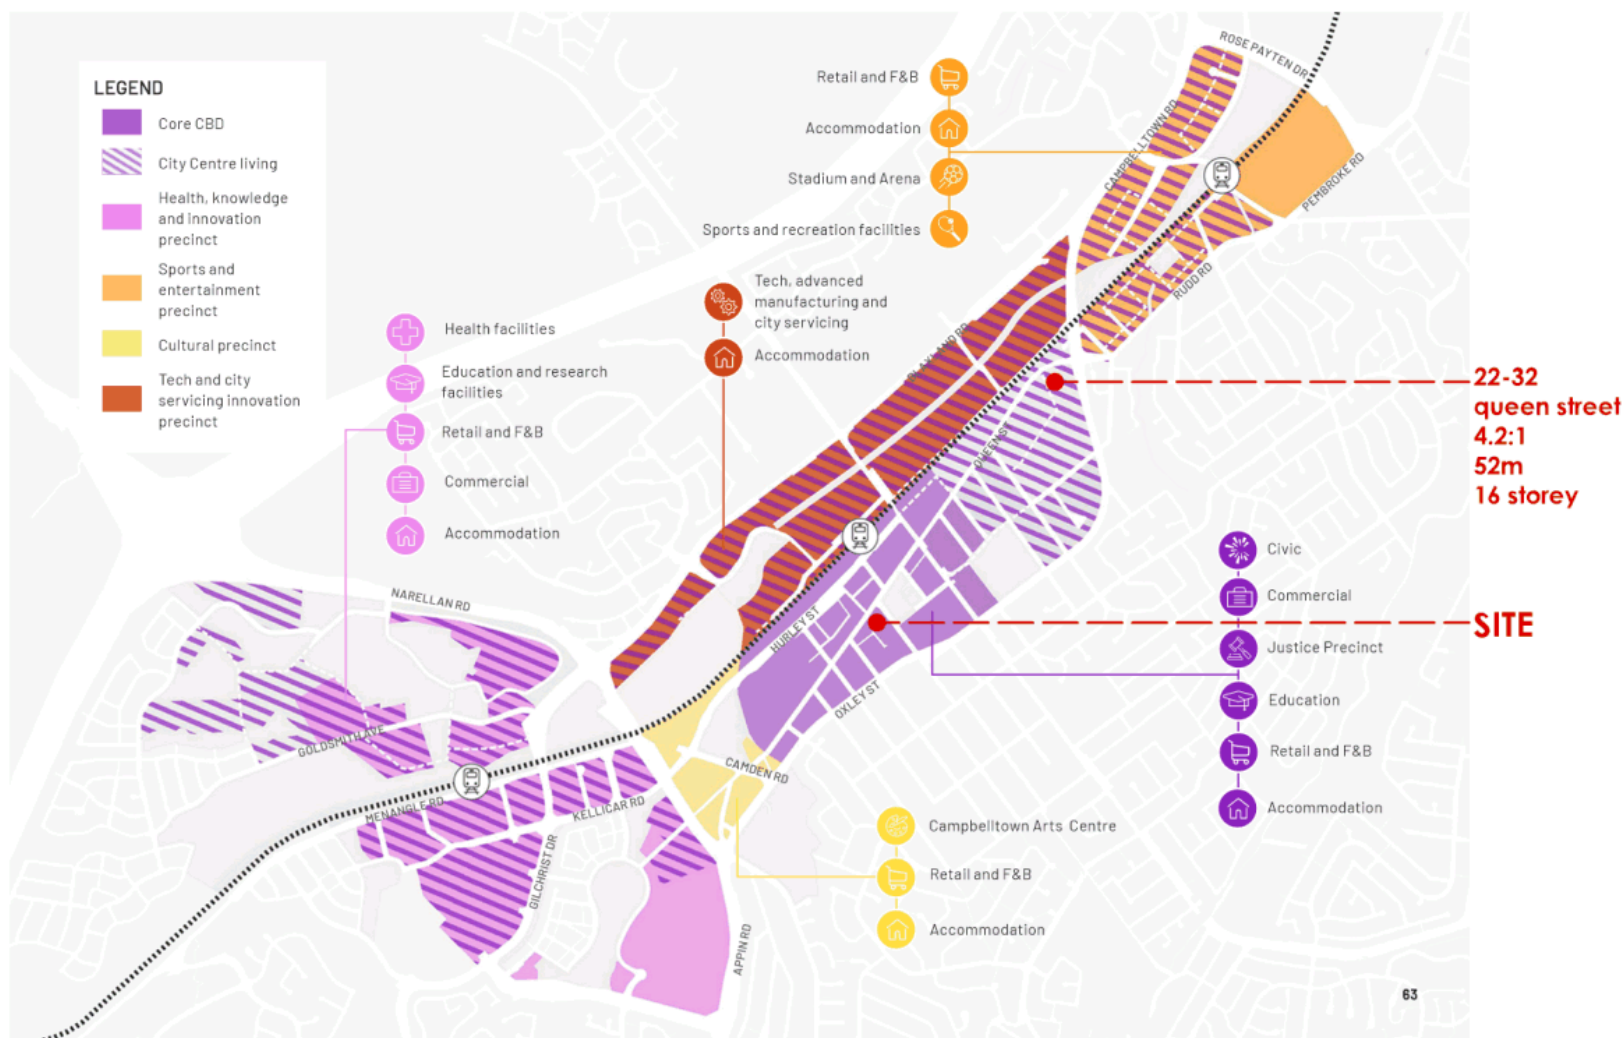 LEGEND
Core CBD
City Centre living
Health, knowledge
and innovation
precinct
Sports and
entertainment
precinct
Cultural precinct
Tech and city
servicing innovation
precinct
Retail and F&B
Accommodation
Stadium and Arena
Sports and recreation facilities
Tech, advanced
manufacturing and
city servicing
Accommodation
Health facilities
Education and research
facilities
Retail and F&B
Commercial
Accommodation
ROSE PAYTEN DR
CAMPBELLTOWN RD
PEMBROKE RD
RUDD RD
BLAXLAND RD
QUEEN ST
22-32
queen street
4.2:1
52m
16 storey
SITE
Civic
Commercial
Justice Precinct
Education
Retail and F&B
Accommodation
NARELLAN RD
HURLEY ST
OXLEY ST
GOLDSMITH AVE
CAMDEN RD
MENANGLE RD
KELLICAR RD
GILCHRIST DR
APPIN RD
Campbelltown Arts Centre
Retail and F&B
Accommodation
63